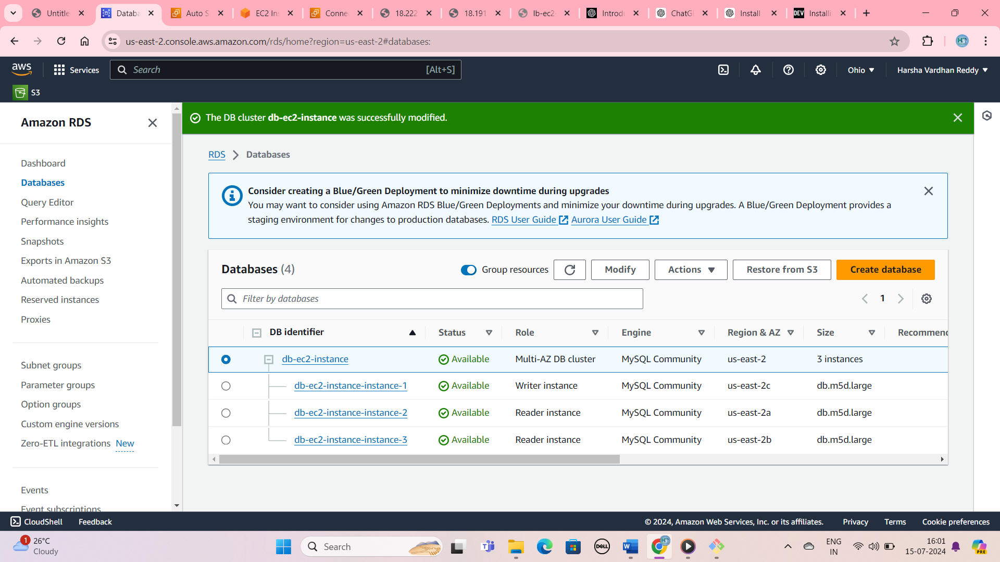 Untitle
Databa
Auto S
EC2 Ins
Conne
18.222
18.191
lb-ec2-
Introdu
ChatG
Install
DEV
Installi
us-east-2.console.aws.amazon.com/rds/home?region=us-east-2#databases:
aws
Services
Search
[Alt+S]
Ohio
Harsha Vardhan Reddy
S3
Amazon RDS
Dashboard
Databases
Query Editor
Performance insights
Snapshots
Exports in Amazon S3
Automated backups
Reserved instances
Proxies
Subnet groups
Parameter groups
Option groups
Custom engine versions
Zero-ETL integrations New
Events
Event subscriptions
The DB cluster db-ec2-instance was successfully modified.
RDS > Databases
Consider creating a Blue/Green Deployment to minimize downtime during upgrades
You may want to consider using Amazon RDS Blue/Green Deployments and minimize your downtime during upgrades. A Blue/Green Deployment provides a
staging environment for changes to production databases. RDS User Guide Aurora User Guide
Databases (4)
Group resources
Modify
Actions
Restore from S3
Create database
Filter by databases
1
DB identifier Status Role Engine Region & AZ Size Recommend
db-ec2-instance Available Multi-AZ DB cluster MySQL Community us-east-2 3 instances
db-ec2-instance-instance-1 Available Writer instance MySQL Community us-east-2c db.m5d.large
db-ec2-instance-instance-2 Available Reader instance MySQL Community us-east-2a db.m5d.large
db-ec2-instance-instance-3 Available Reader instance MySQL Community us-east-2b db.m5d.large
CloudShell
Feedback
© 2024, Amazon Web Services, Inc. or its affiliates.
Privacy
Terms
Cookie preferences
1
26°C
Cloudy
Search
DELL
ENG
IN
16:01
15-07-2024
PRE